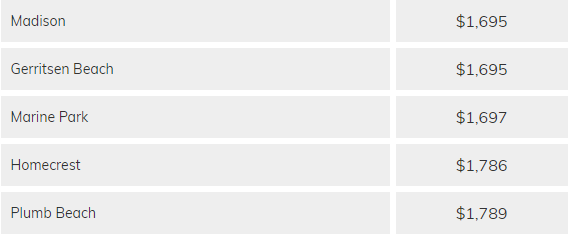 Madison $1,695
Gerritsen Beach $1,695
Marine Park $1,697
Homecrest $1,786
Plumb Beach $1,789